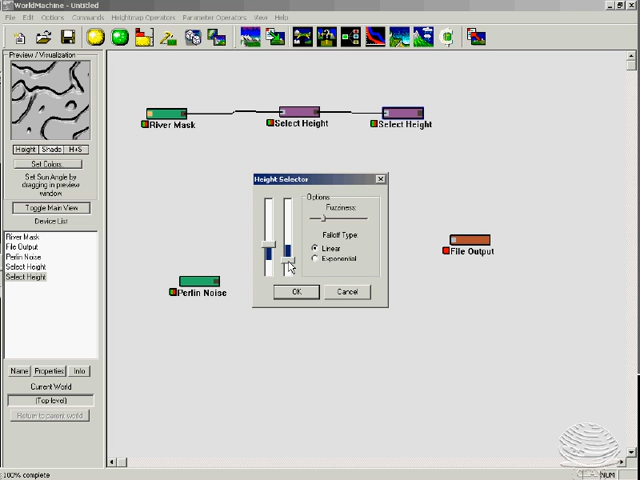 WorldMachine - Untitled
File Edit Options Commands Heightmap Operators Parameter Operators View Help
Preview / Visualization
Height Shade H+S
Set Colors...
Set Sun Angle by
dragging in preview
window
Toggle Main View
Device List
River Mask
File Output
Perlin Noise
Select Height
Select Height
Name Properties Info
Current World
(Top level)
Return to parent world
River Mask
Select Height
Select Height
Height Selector
Options
Fuzziness:
Falloff Type:
Linear
Exponential
OK Cancel
Perlin Noise
File Output
100% complete
NUM